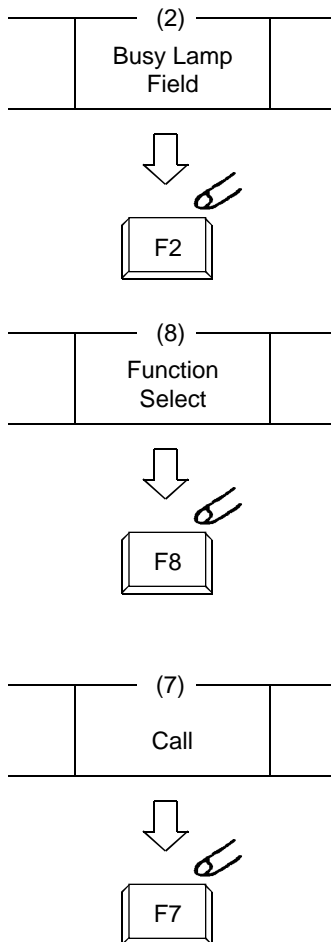 (2)
Busy Lamp
Field
F2
(8)
Function
Select
F8
(7)
Call
F7